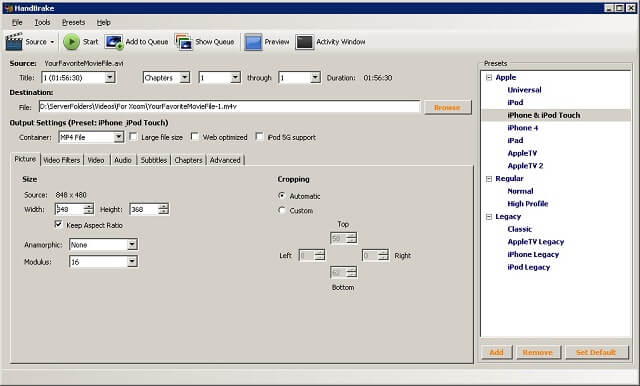 HandBrake
File Tools Presets Help
Source Start Add to Queue Show Queue Preview Activity Window
Source: YourFavoriteMovieFile.avi
Title: 1 (01:56:30) Chapters 1 through 1 Duration: 01:56:30
Destination:
File: D:\ServerFolders\Videos\For Xoom\YourFavoriteMovieFile-1.m4v Browse
Output Settings (Preset: iPhone_iPod Touch)
Container: MP4 File Large file size Web optimized iPod 5G support
Picture Video Filters Video Audio Subtitles Chapters Advanced
Size
Source: 848 x 480
Width: 848 Height: 368
Keep Aspect Ratio
Anamorphic: None
Modulus: 16
Cropping
Automatic
Custom
Top
50
Left 0 0 Right
62
Bottom
Presets
Apple
Universal
iPod
iPhone & iPod Touch
iPhone 4
iPad
AppleTV
AppleTV 2
Regular
Normal
High Profile
Legacy
Classic
AppleTV Legacy
iPhone Legacy
iPod Legacy
Add Remove Set Default